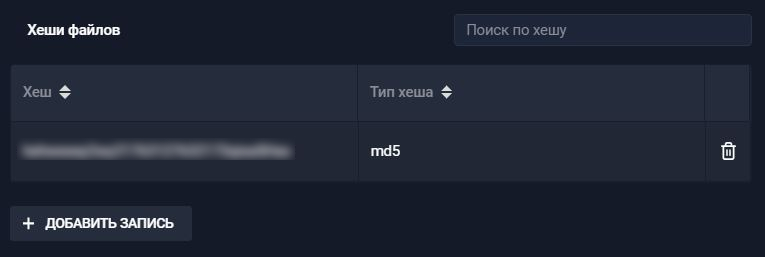 Хеши файлов
Поиск по хешу
Хеш
Тип хеша
md5
+ ДОБАВИТЬ ЗАПИСЬ